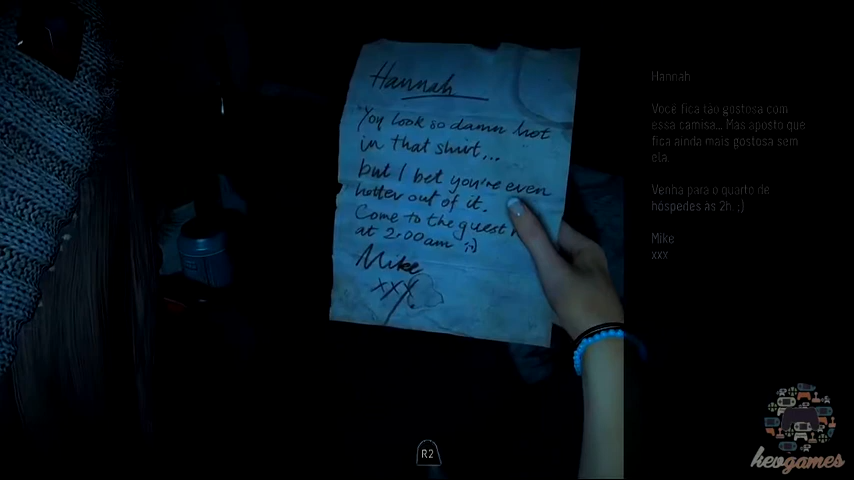 Hannah
You look so damn hot
in that shirt...
but I bet you're even
hotter out of it.
Come to the guest
at 2:00am ;)
Mike
xxx
Hannah
Você fica tão gostosa com
essa camisa... Mas aposto que
fica ainda mais gostosa sem
ela.
Venha para o quarto de
hóspedes às 2h. ;)
Mike
xxx
R2
kevgames